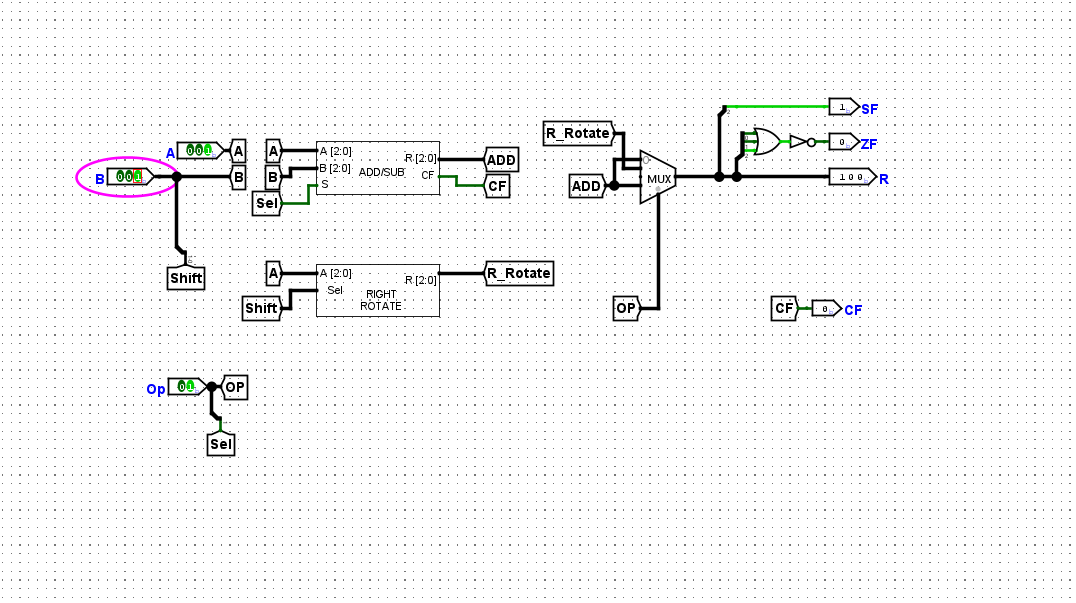 1 SF
R_Rotate
0 ZF
A 001 A
A A [2:0] R [2:0] ADD
B 001 B
B B [2:0] ADD/SUB CF CF
Sel S
ADD 0 MUX
100 R
Shift
A A [2:0] R [2:0] R_Rotate
Shift Sel RIGHT
ROTATE
OP
CF 0 CF
Op 01 OP
Sel